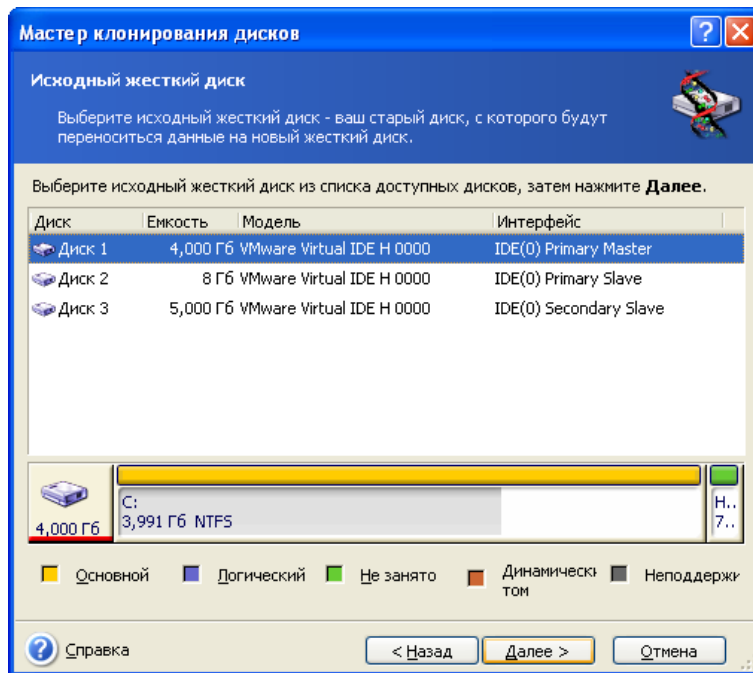 Мастер клонирования дисков
Исходный жесткий диск
Выберите исходный жесткий диск - ваш старый диск, с которого будут
переноситься данные на новый жесткий диск.
Выберите исходный жесткий диск из списка доступных дисков, затем нажмите Далее.
Диск Емкость Модель Интерфейс
Диск 1 4,000 Гб VMware Virtual IDE H 0000 IDE(0) Primary Master
Диск 2 8 Гб VMware Virtual IDE H 0000 IDE(0) Primary Slave
Диск 3 5,000 Гб VMware Virtual IDE H 0000 IDE(0) Secondary Slave
C: Н..
4,000 Гб 3,991 Гб NTFS 7..
Основной Логический Не занято Динамическ Неподдержи
том
Справка < Назад Далее > Отмена